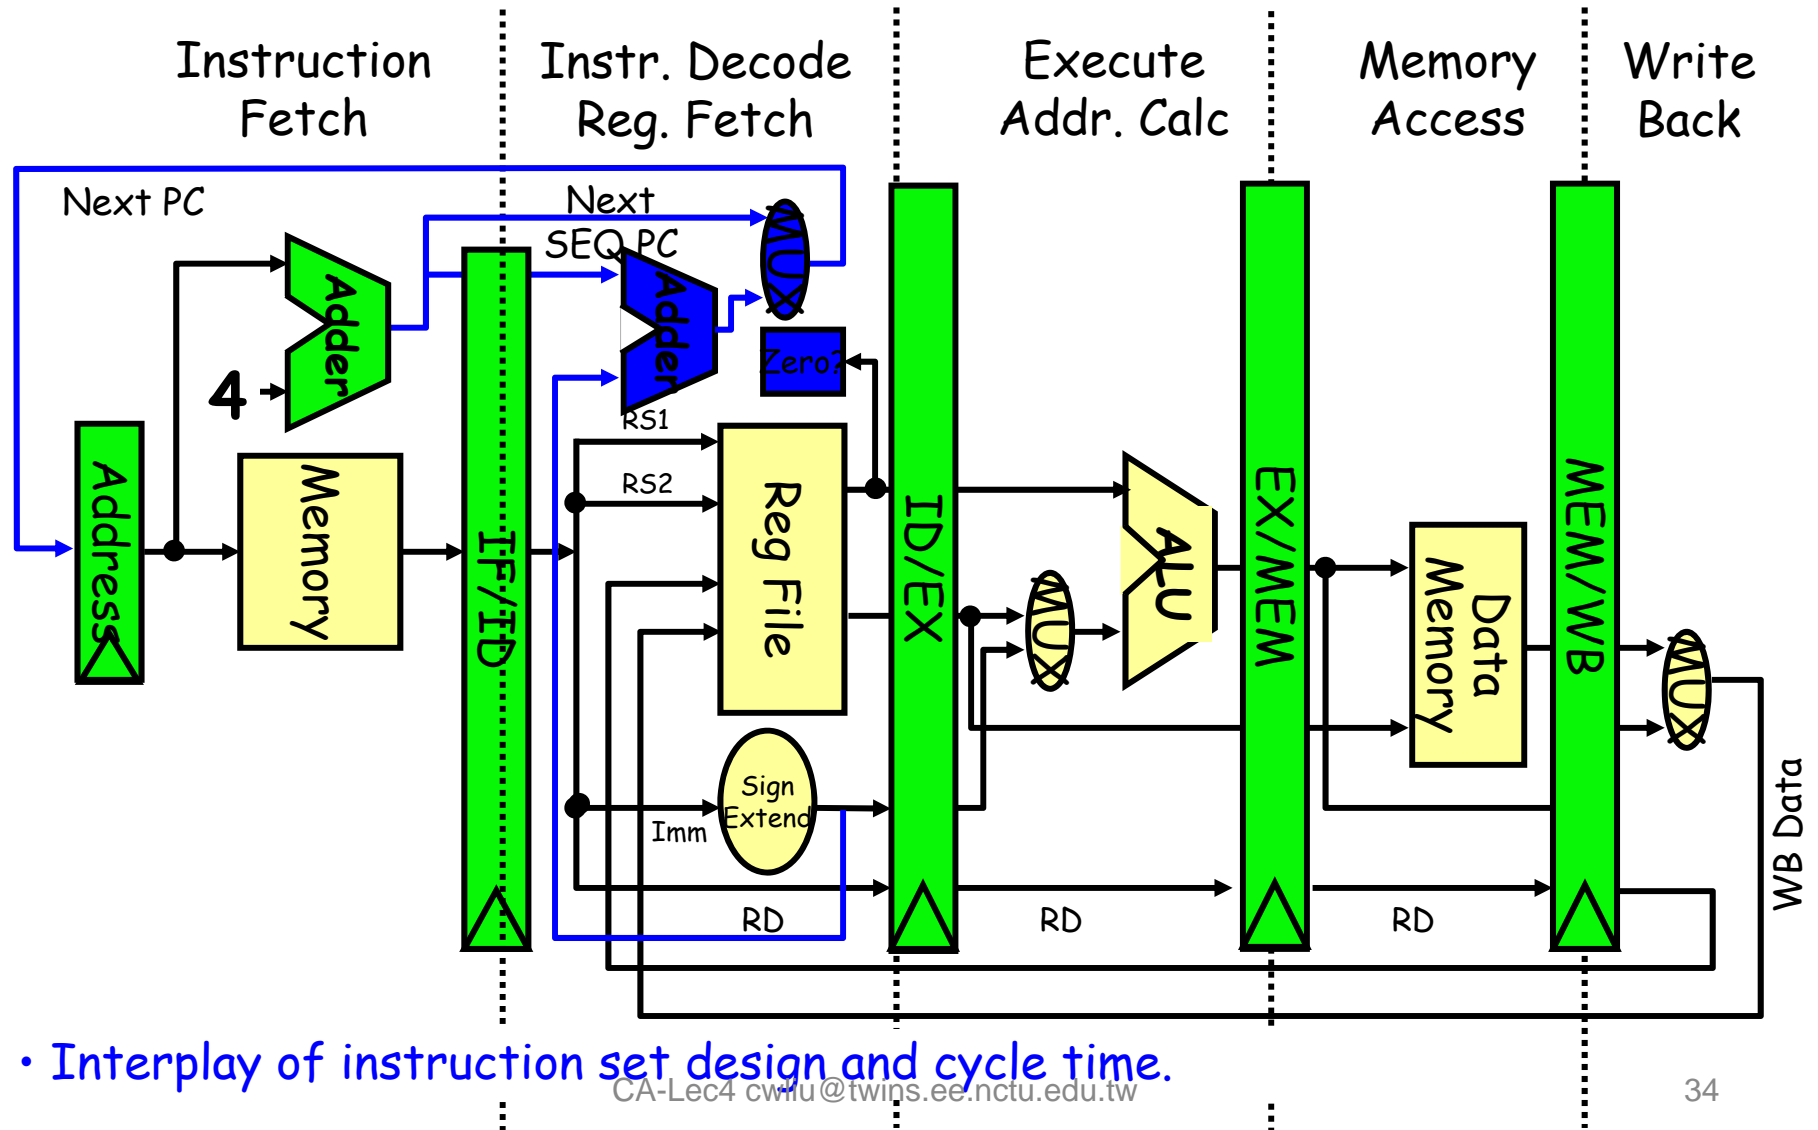 Instruction
Fetch
Instr. Decode
Reg. Fetch
Execute
Addr. Calc
Memory
Access
Write
Back
Next PC
Next
SEQ PC
MUX
Adder
Adder
Zero?
4
RS1
Address
Memory
IF/ID
RS2
Reg File
ID/EX
MUX
ALU
EX/MEM
Data
Memory
MEM/WB
MUX
Sign
Extend
Imm
WB Data
RD
RD
RD
• Interplay of instruction set design and cycle time.
CA-Lec4 cwliu@twins.ee.nctu.edu.tw
34